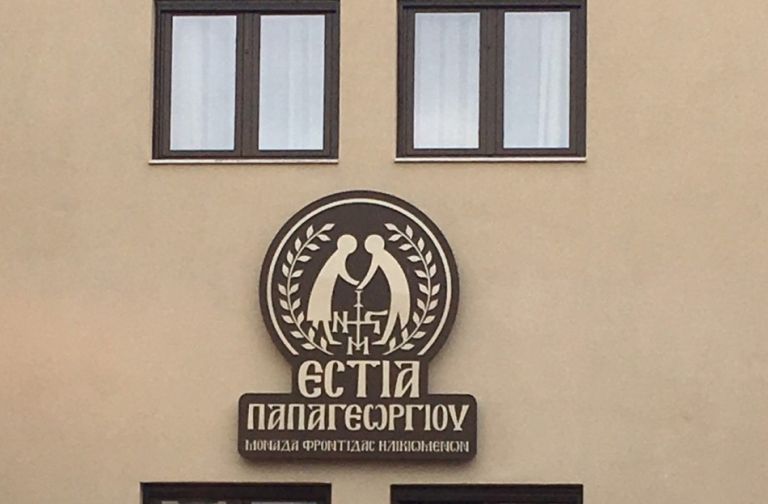 Ι
Ν Γ
Μ
ΕϹΤΙΑ
ΠΑΠΑΓΕΩΡΓΙΟΥ
ΜΟΝΑΔΑ ΦΡΟΝΤΙΔΑϹ ΗΛΙΚΙΩΜΕΝΩΝ